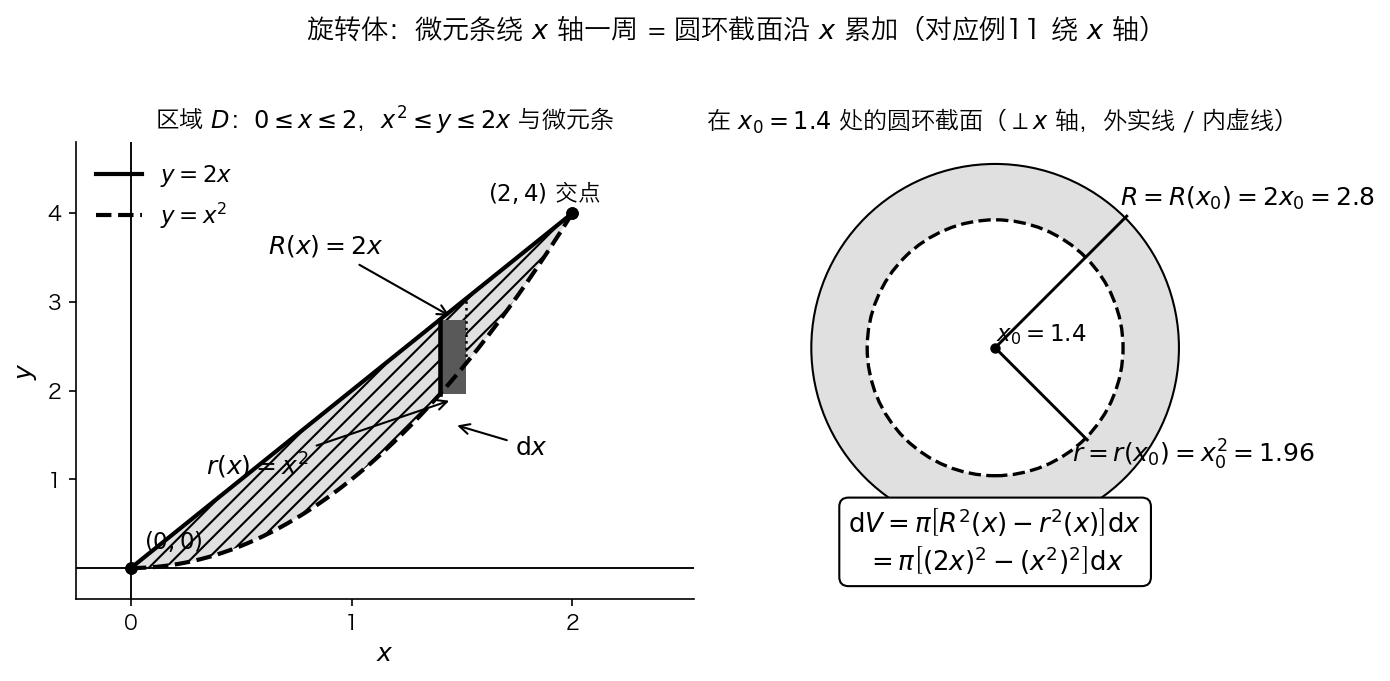 旋转体：微元条绕 x 轴一周 = 圆环截面沿 x 累加（对应例11 绕 x 轴）
区域 D：0 ≤ x ≤ 2，x² ≤ y ≤ 2x 与微元条
y = 2x
y = x²
(2, 4) 交点
R(x) = 2x
r(x) = x²
dx
(0, 0)
4
3
2
1
y
0
1
2
x
在 x₀ = 1.4 处的圆环截面（⊥x 轴，外实线 / 内虚线）
R = R(x₀) = 2x₀ = 2.8
x₀ = 1.4
r = r(x₀) = x₀² = 1.96
dV = π[R²(x) − r²(x)]dx
= π[(2x)² − (x²)²]dx